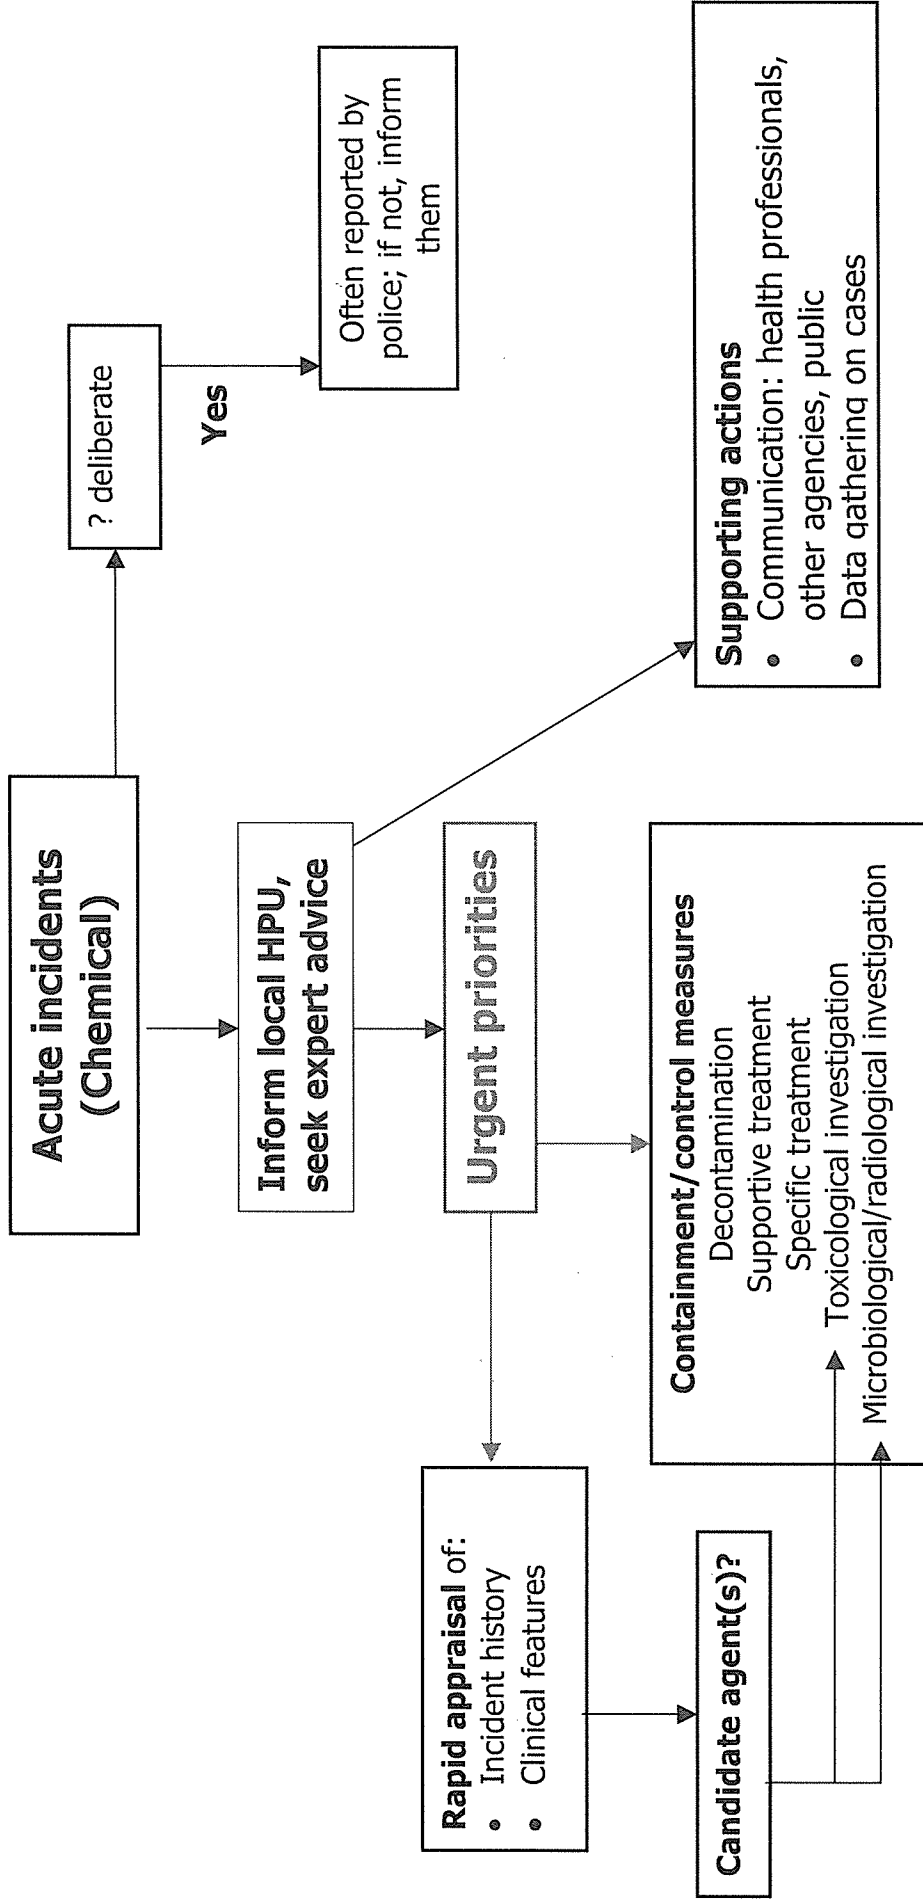 Acute incidents
(Chemical)
? deliberate
Yes
Often reported by
police; if not, inform
them
Inform local HPU,
seek expert advice
Urgent priorities
Rapid appraisal of:
• Incident history
• Clinical features
Candidate agent(s)?
Containment/control measures
Decontamination
Supportive treatment
Specific treatment
Toxicological investigation
Microbiological/radiological investigation
Supporting actions
• Communication: health professionals,
other agencies, public
• Data gathering on cases